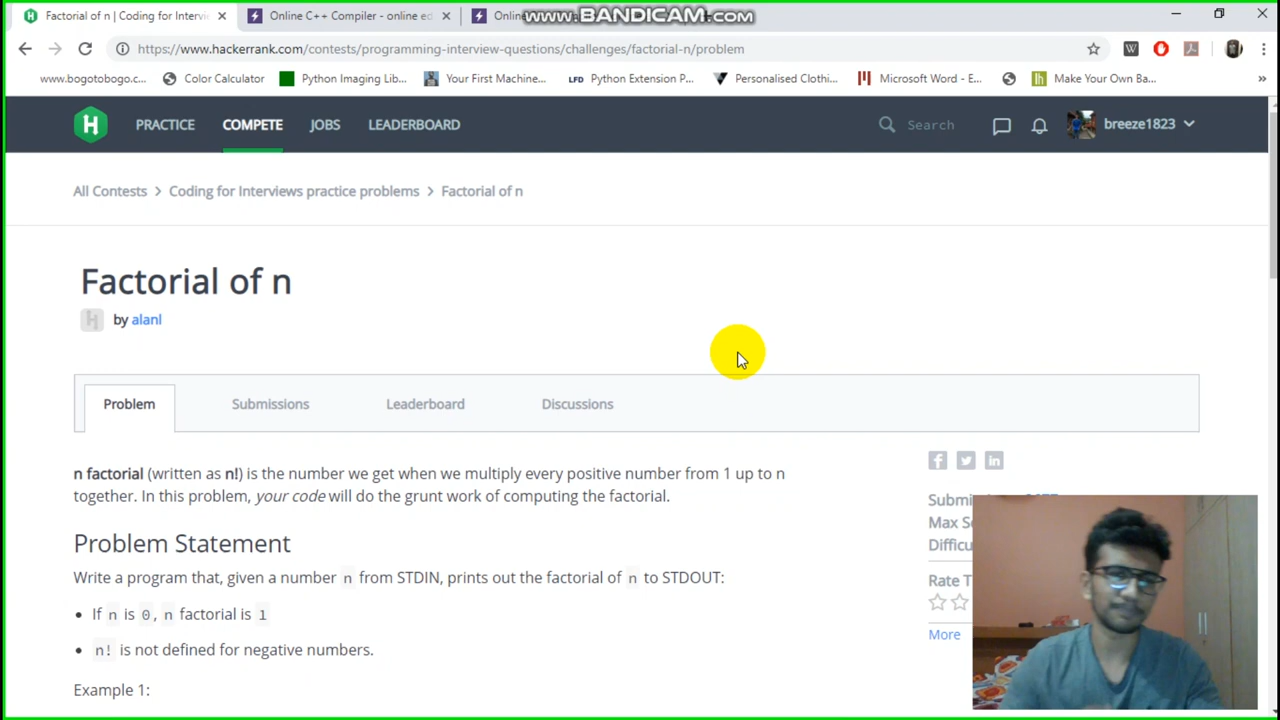 Factorial of n | Coding for Intervi
Online C++ Compiler - online ed
Onlin
www.BANDICAM.com
https://www.hackerrank.com/contests/programming-interview-questions/challenges/factorial-n/problem
www.bogotobogo.c...
Color Calculator
Python Imaging Lib...
Your First Machine...
LFD Python Extension P...
Personalised Clothi...
Microsoft Word - E...
Make Your Own Ba...
PRACTICE
COMPETE
JOBS
LEADERBOARD
Search
breeze1823
All Contests > Coding for Interviews practice problems > Factorial of n
Factorial of n
by alanl
Problem
Submissions
Leaderboard
Discussions
n factorial (written as n!) is the number we get when we multiply every positive number from 1 up to n
together. In this problem, your code will do the grunt work of computing the factorial.
Problem Statement
Write a program that, given a number n from STDIN, prints out the factorial of n to STDOUT:
• If n is 0, n factorial is 1
• n! is not defined for negative numbers.
Example 1:
Max
Rate
More